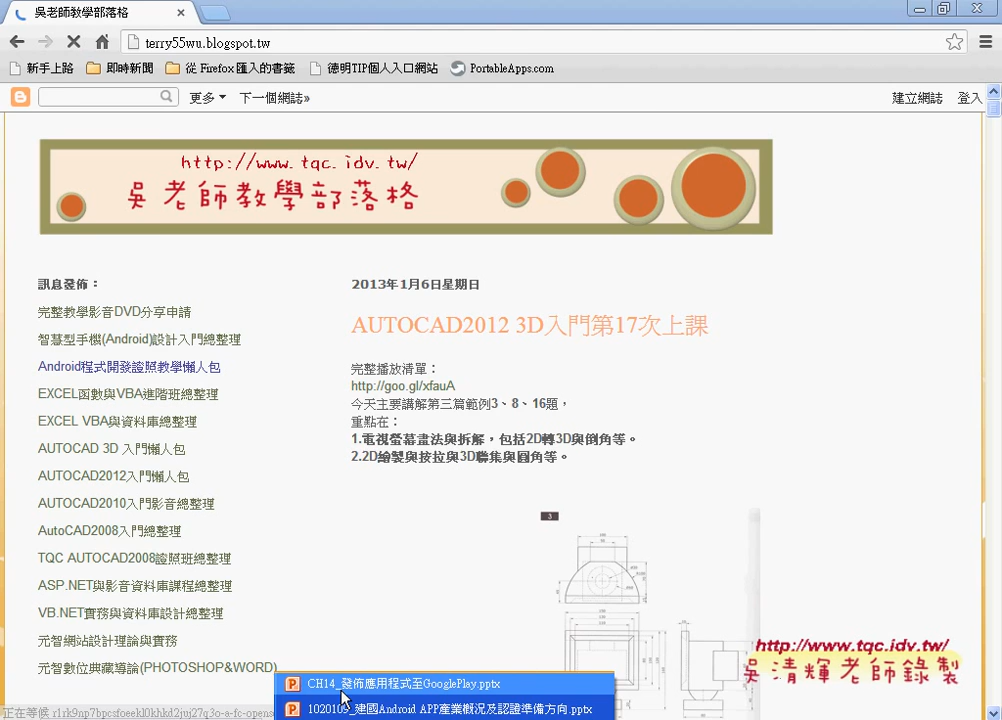 吳老師教學部落格
terry55wu.blogspot.tw
新手上路 即時新聞 從 Firefox 匯入的書籤 德明TIP個人入口網站 PortableApps.com
更多 下一個網誌» 建立網誌 登入
http://www.tqc.idv.tw/
吳老師教學部落格
訊息發佈：
完整教學影音DVD分享申請
智慧型手機(Android)設計入門總整理
Android程式開發證照教學懶人包
EXCEL函數與VBA進階班總整理
EXCEL VBA與資料庫總整理
AUTOCAD 3D 入門懶人包
AUTOCAD2012入門懶人包
AUTOCAD2010入門影音總整理
AutoCAD2008入門總整理
TQC AUTOCAD2008證照班總整理
ASP.NET與影音資料庫課程總整理
VB.NET實務與資料庫設計總整理
元智網站設計理論與實務
元智數位典藏導論(PHOTOSHOP&WORD)
2013年1月6日星期日
AUTOCAD2012 3D入門第17次上課
完整播放清單：
http://goo.gl/xfauA
今天主要講解第三篇範例3、8、16題，
重點在：
1.電視螢幕畫法與拆解，包括2D轉3D與倒角等。
2.2D繪製與按拉與3D聯集與圓角等。
3
http://www.tqc.idv.tw/
吳清輝老師錄製
CH14_發佈應用程式至GooglePlay.pptx
1020109_建國Android APP產業概況及認證準備方向.pptx